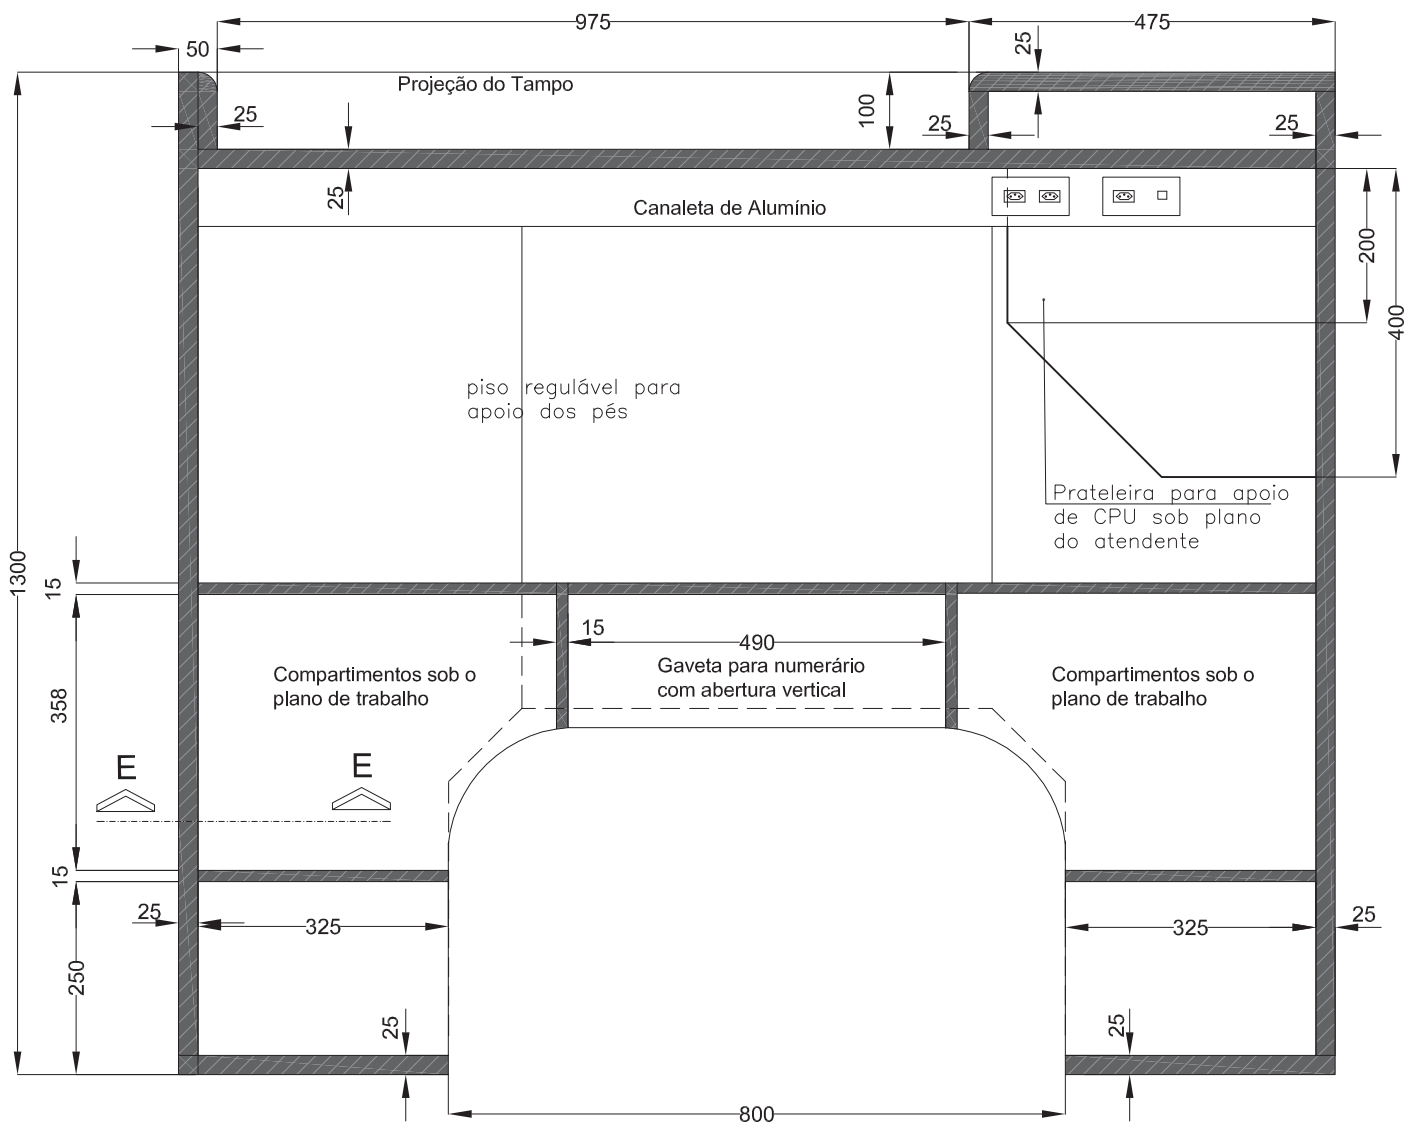 975
475
50
25
Projeção do Tampo
100
25
25
25
25
Canaleta de Alumínio
200
400
piso regulável para
apoio dos pés
Prateleira para apoio
de CPU sob plano
do atendente
1300
15
15
490
Gaveta para numerário
com abertura vertical
Compartimentos sob o
plano de trabalho
Compartimentos sob o
plano de trabalho
358
E
E
15
25
325
325
25
250
25
25
800